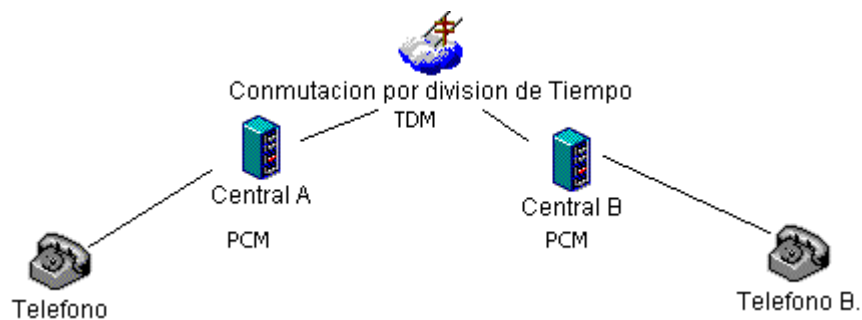 Conmutacion por division de Tiempo
TDM
Central A
Central B
PCM
PCM
Telefono
Telefono B.